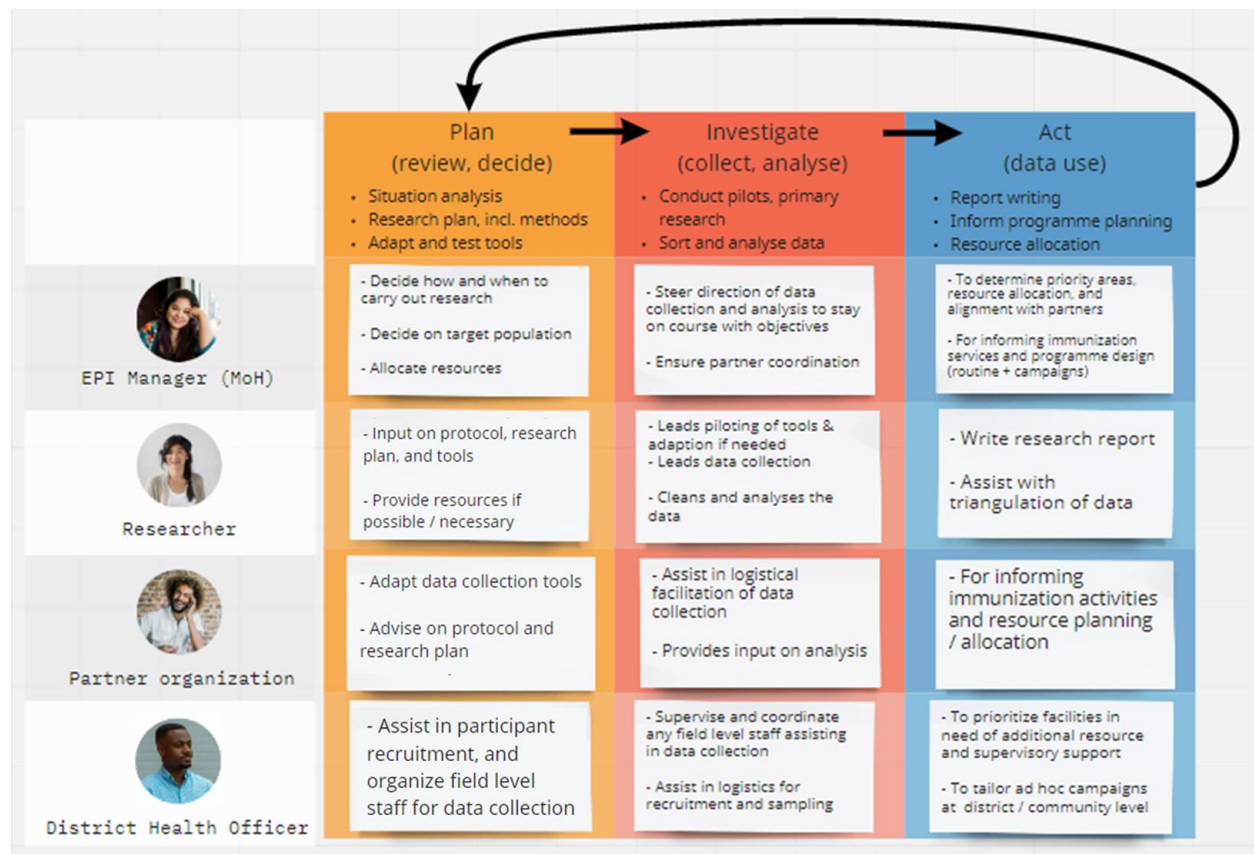 Plan
(review, decide)
• Situation analysis
• Research plan, incl. methods
• Adapt and test tools
Investigate
(collect, analyse)
• Conduct pilots, primary
research
• Sort and analyse data
Act
(data use)
• Report writing
• Inform programme planning
• Resource allocation
EPI Manager (MoH)
- Decide how and when to
carry out research
- Decide on target population
- Allocate resources
- Steer direction of data
collection and analysis to stay
on course with objectives
- Ensure partner coordination
- To determine priority areas,
resource allocation, and
alignment with partners
- For informing immunization
services and programme design
(routine + campaigns)
Researcher
- Input on protocol, research
plan, and tools
- Provide resources if
possible / necessary
- Leads piloting of tools &
adaption if needed
- Leads data collection
- Cleans and analyses the
data
- Write research report
- Assist with
triangulation of data
Partner organization
- Adapt data collection tools
- Advise on protocol and
research plan
- Assist in logistical
facilitation of data
collection
- Provides input on analysis
- For informing
immunization activities
and resource planning
/ allocation
District Health Officer
- Assist in participant
recruitment, and
organize field level
staff for data collection
- Supervise and coordinate
any field level staff assisting
in data collection
- Assist in logistics for
recruitment and sampling
- To prioritize facilities in
need of additional resource
and supervisory support
- To tailor ad hoc campaigns
at district / community level